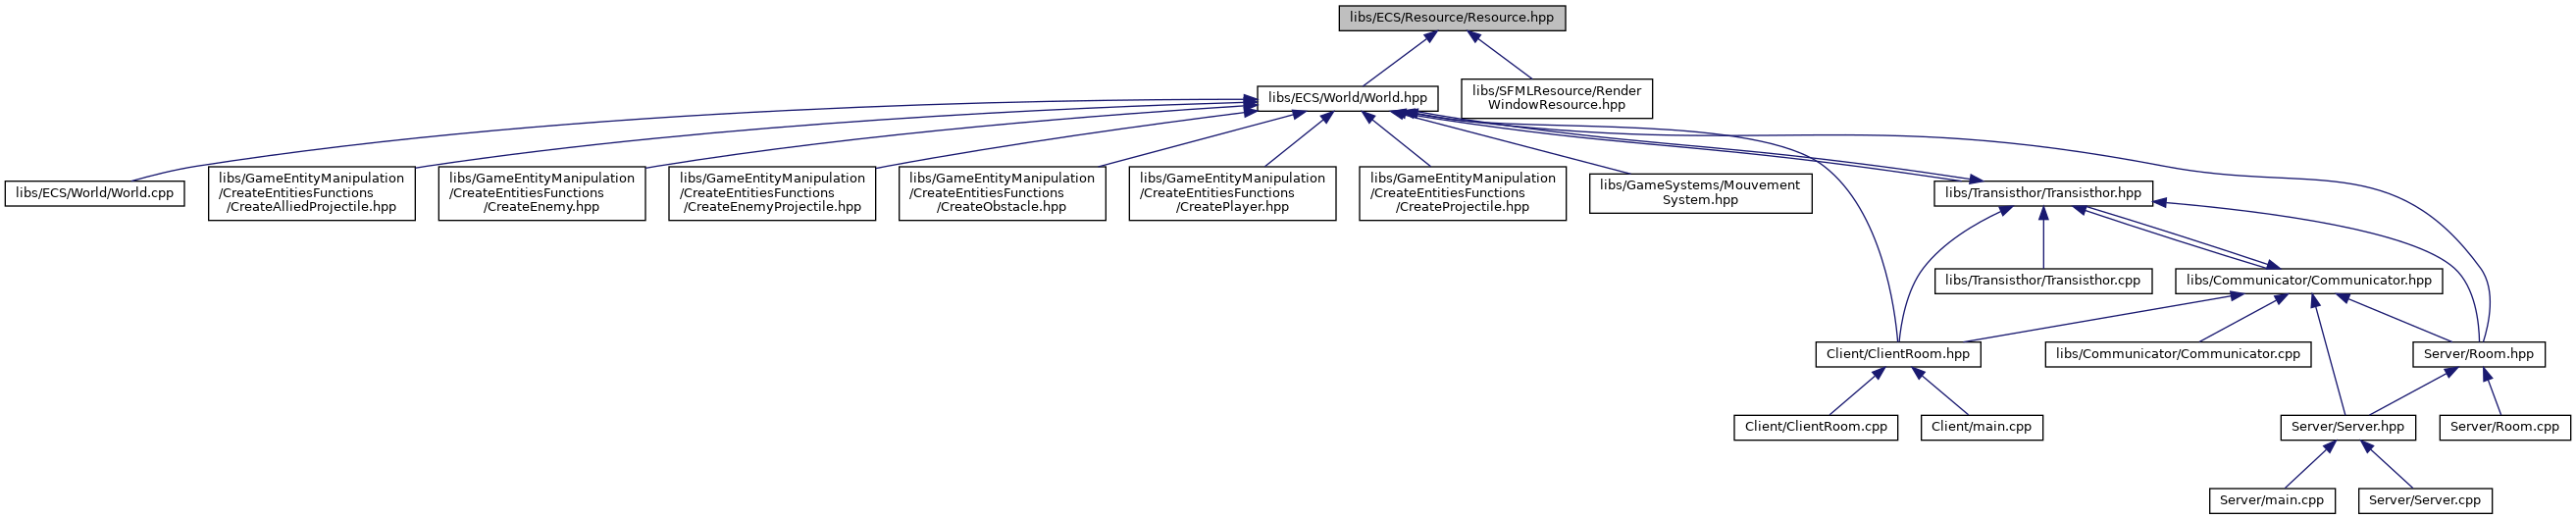 libs/ECS/Resource/Resource.hpp
libs/ECS/World/World.hpp
libs/SFMLResource/Render
WindowResource.hpp
libs/ECS/World/World.cpp
libs/GameEntityManipulation
/CreateEntitiesFunctions
/CreateAlliedProjectile.hpp
libs/GameEntityManipulation
/CreateEntitiesFunctions
/CreateEnemy.hpp
libs/GameEntityManipulation
/CreateEntitiesFunctions
/CreateEnemyProjectile.hpp
libs/GameEntityManipulation
/CreateEntitiesFunctions
/CreateObstacle.hpp
libs/GameEntityManipulation
/CreateEntitiesFunctions
/CreatePlayer.hpp
libs/GameEntityManipulation
/CreateEntitiesFunctions
/CreateProjectile.hpp
libs/GameSystems/Mouvement
System.hpp
libs/Transisthor/Transisthor.hpp
libs/Transisthor/Transisthor.cpp
libs/Communicator/Communicator.hpp
Client/ClientRoom.hpp
libs/Communicator/Communicator.cpp
Server/Room.hpp
Client/ClientRoom.cpp
Client/main.cpp
Server/Server.hpp
Server/Room.cpp
Server/main.cpp
Server/Server.cpp